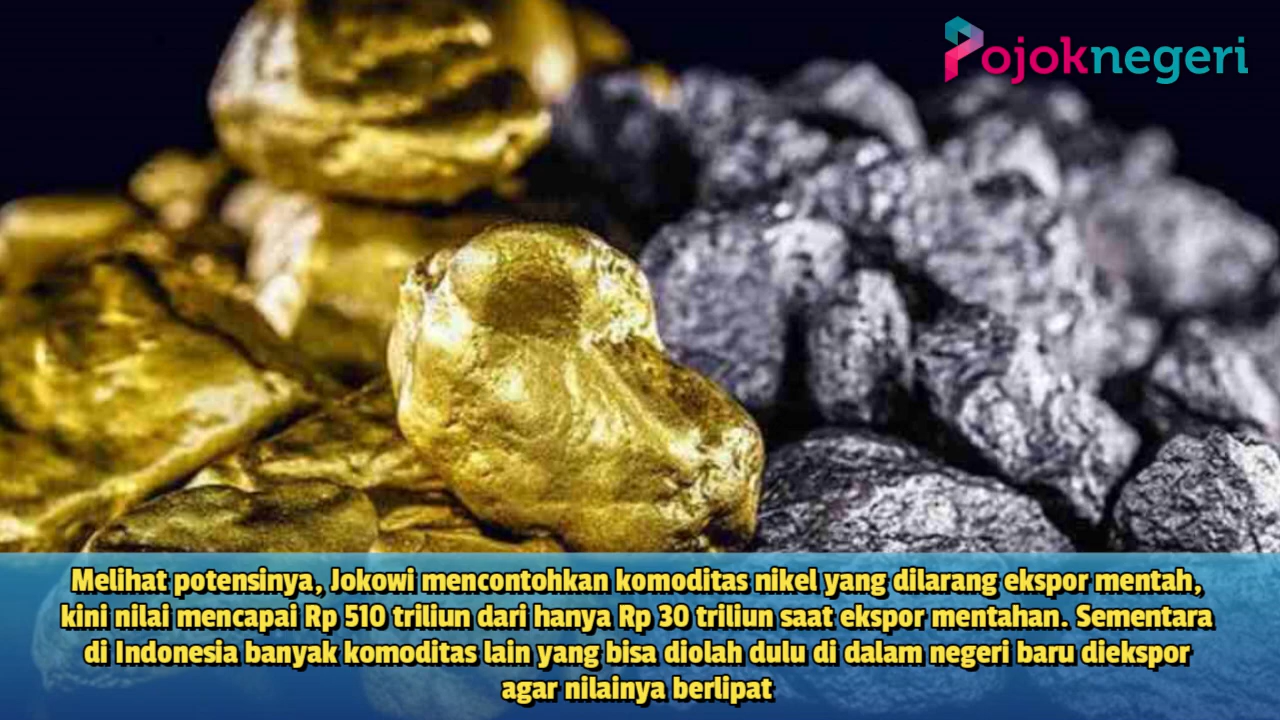 Pojoknegeri
Melihat potensinya, Jokowi mencontohkan komoditas nikel yang dilarang ekspor mentah,
kini nilai mencapai Rp 510 triliun dari hanya Rp 30 triliun saat ekspor mentahan. Sementara
di Indonesia banyak komoditas lain yang bisa diolah dulu di dalam negeri baru diekspor
agar nilainya berlipat